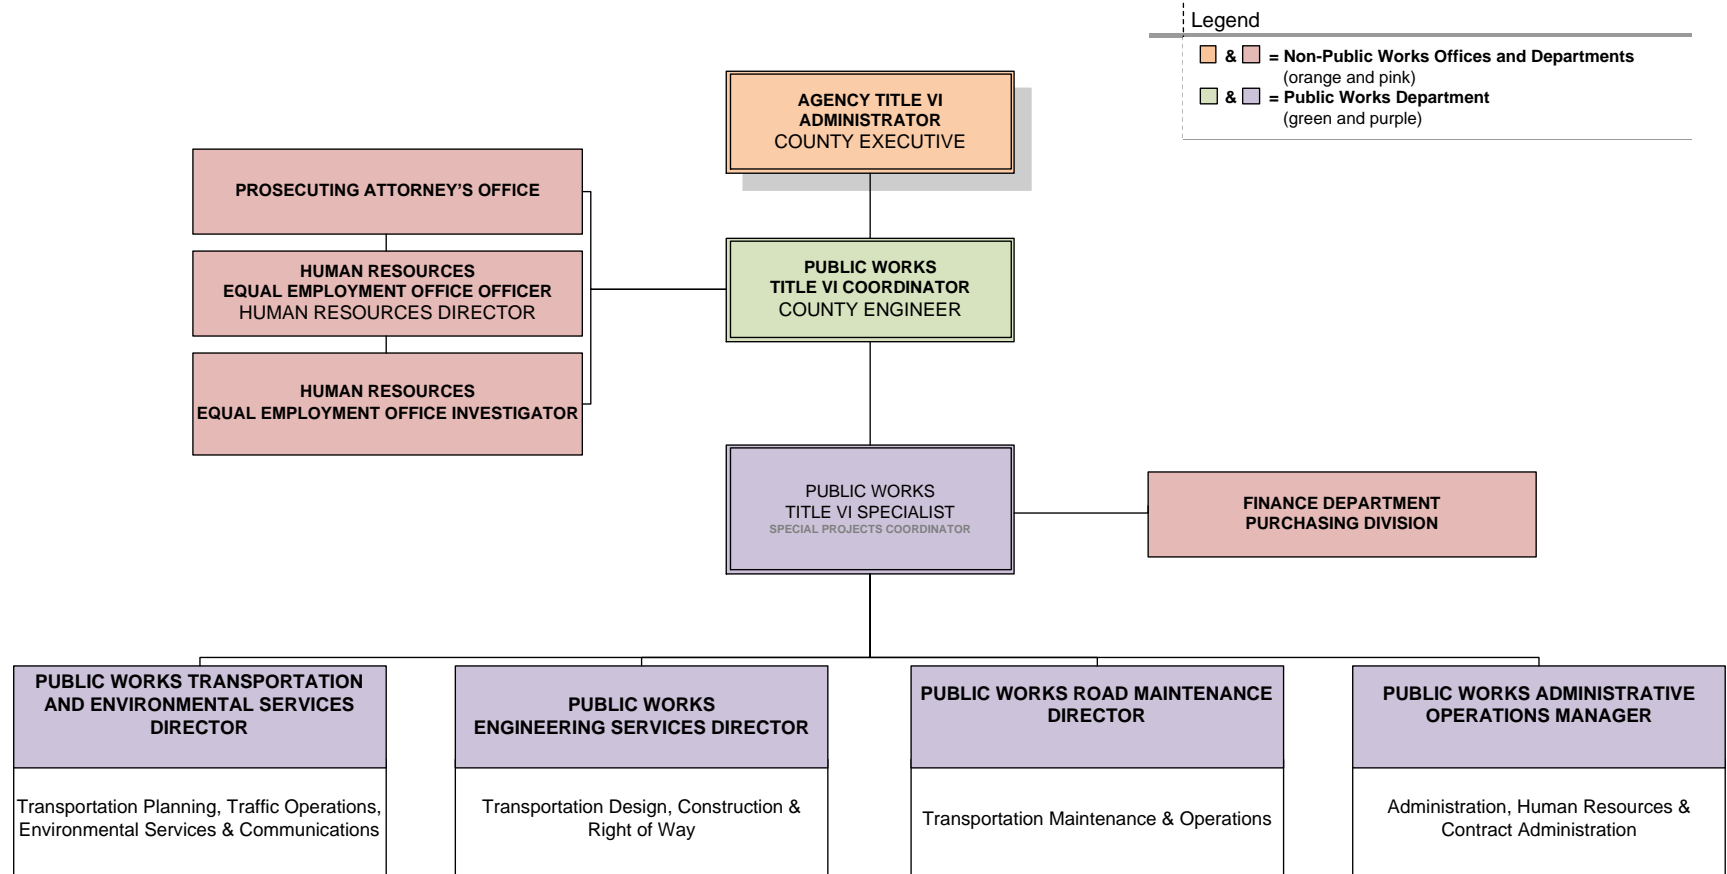 Legend
& = Non-Public Works Offices and Departments
(orange and pink)
& = Public Works Department
(green and purple)
AGENCY TITLE VI
ADMINISTRATOR
COUNTY EXECUTIVE
PROSECUTING ATTORNEY’S OFFICE
HUMAN RESOURCES
EQUAL EMPLOYMENT OFFICE OFFICER
HUMAN RESOURCES DIRECTOR
HUMAN RESOURCES
EQUAL EMPLOYMENT OFFICE INVESTIGATOR
PUBLIC WORKS
TITLE VI COORDINATOR
COUNTY ENGINEER
PUBLIC WORKS
TITLE VI SPECIALIST
SPECIAL PROJECTS COORDINATOR
FINANCE DEPARTMENT
PURCHASING DIVISION
PUBLIC WORKS TRANSPORTATION
AND ENVIRONMENTAL SERVICES
DIRECTOR
Transportation Planning, Traffic Operations,
Environmental Services & Communications
PUBLIC WORKS
ENGINEERING SERVICES DIRECTOR
Transportation Design, Construction &
Right of Way
PUBLIC WORKS ROAD MAINTENANCE
DIRECTOR
Transportation Maintenance & Operations
PUBLIC WORKS ADMINISTRATIVE
OPERATIONS MANAGER
Administration, Human Resources &
Contract Administration